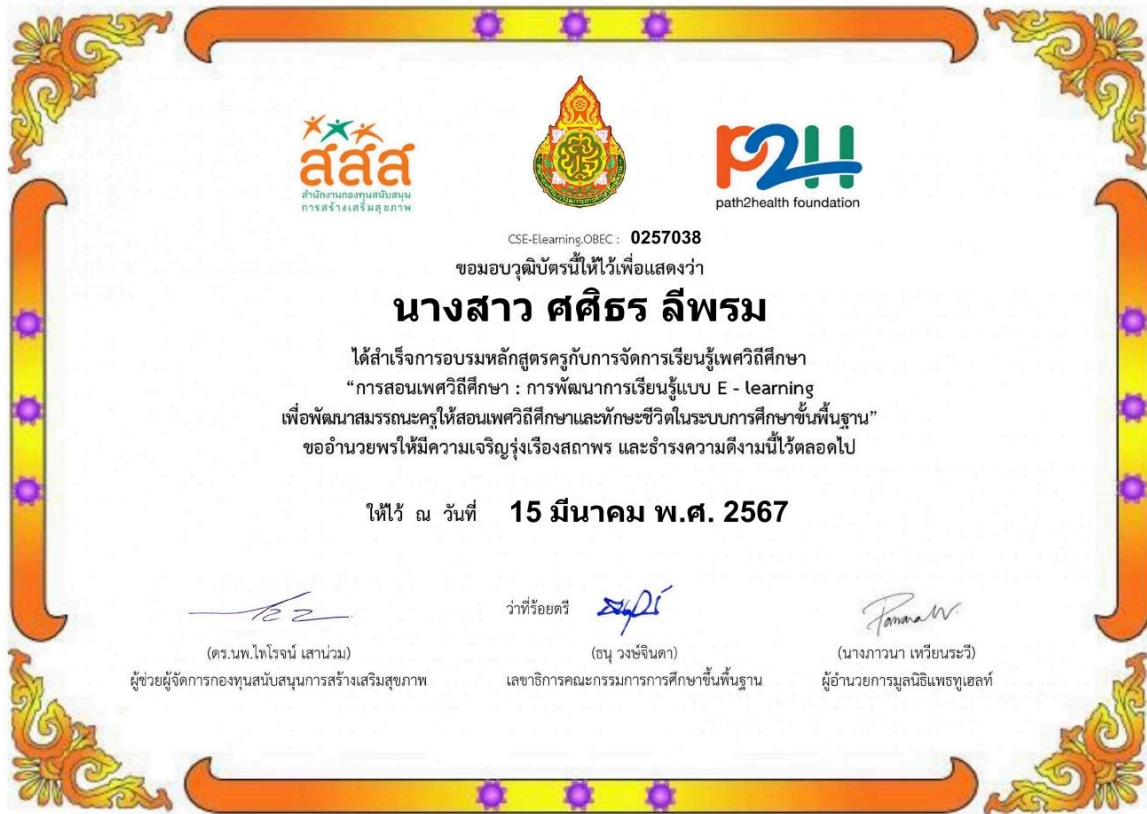 สสส
สำนักงานกองทุนสนับสนุน
การสร้างเสริมสุขภาพ
P2H
path2health foundation
CSE-Elearning.OBEC : 0257038
ขอมอบวุฒิบัตรนี้ให้ไว้เพื่อแสดงว่า
นางสาว ศศิธร ลีพรม
ได้สำเร็จการอบรมหลักสูตรครูกับการจัดการเรียนรู้เพศวิถีศึกษา
“การสอนเพศวิถีศึกษา : การพัฒนาการเรียนรู้แบบ E - learning
เพื่อพัฒนาสมรรถนะครูให้สอนเพศวิถีศึกษาและทักษะชีวิตในระบบการศึกษาขั้นพื้นฐาน”
ขออำนวยพรให้มีความเจริญรุ่งเรืองสถาพร และธำรงความดีงามนี้ไว้ตลอดไป
ให้ไว้ ณ วันที่ 15 มีนาคม พ.ศ. 2567
ว่าที่ร้อยตรี
(ดร.นพ.ไพโรจน์ เสาน่วม)
ผู้ช่วยผู้จัดการกองทุนสนับสนุนการสร้างเสริมสุขภาพ
(ธนุ วงษ์จินดา)
เลขาธิการคณะกรรมการการศึกษาขั้นพื้นฐาน
(นางภาวนา เหวียนระวี)
ผู้อำนวยการมูลนิธิแพธทูเฮลท์